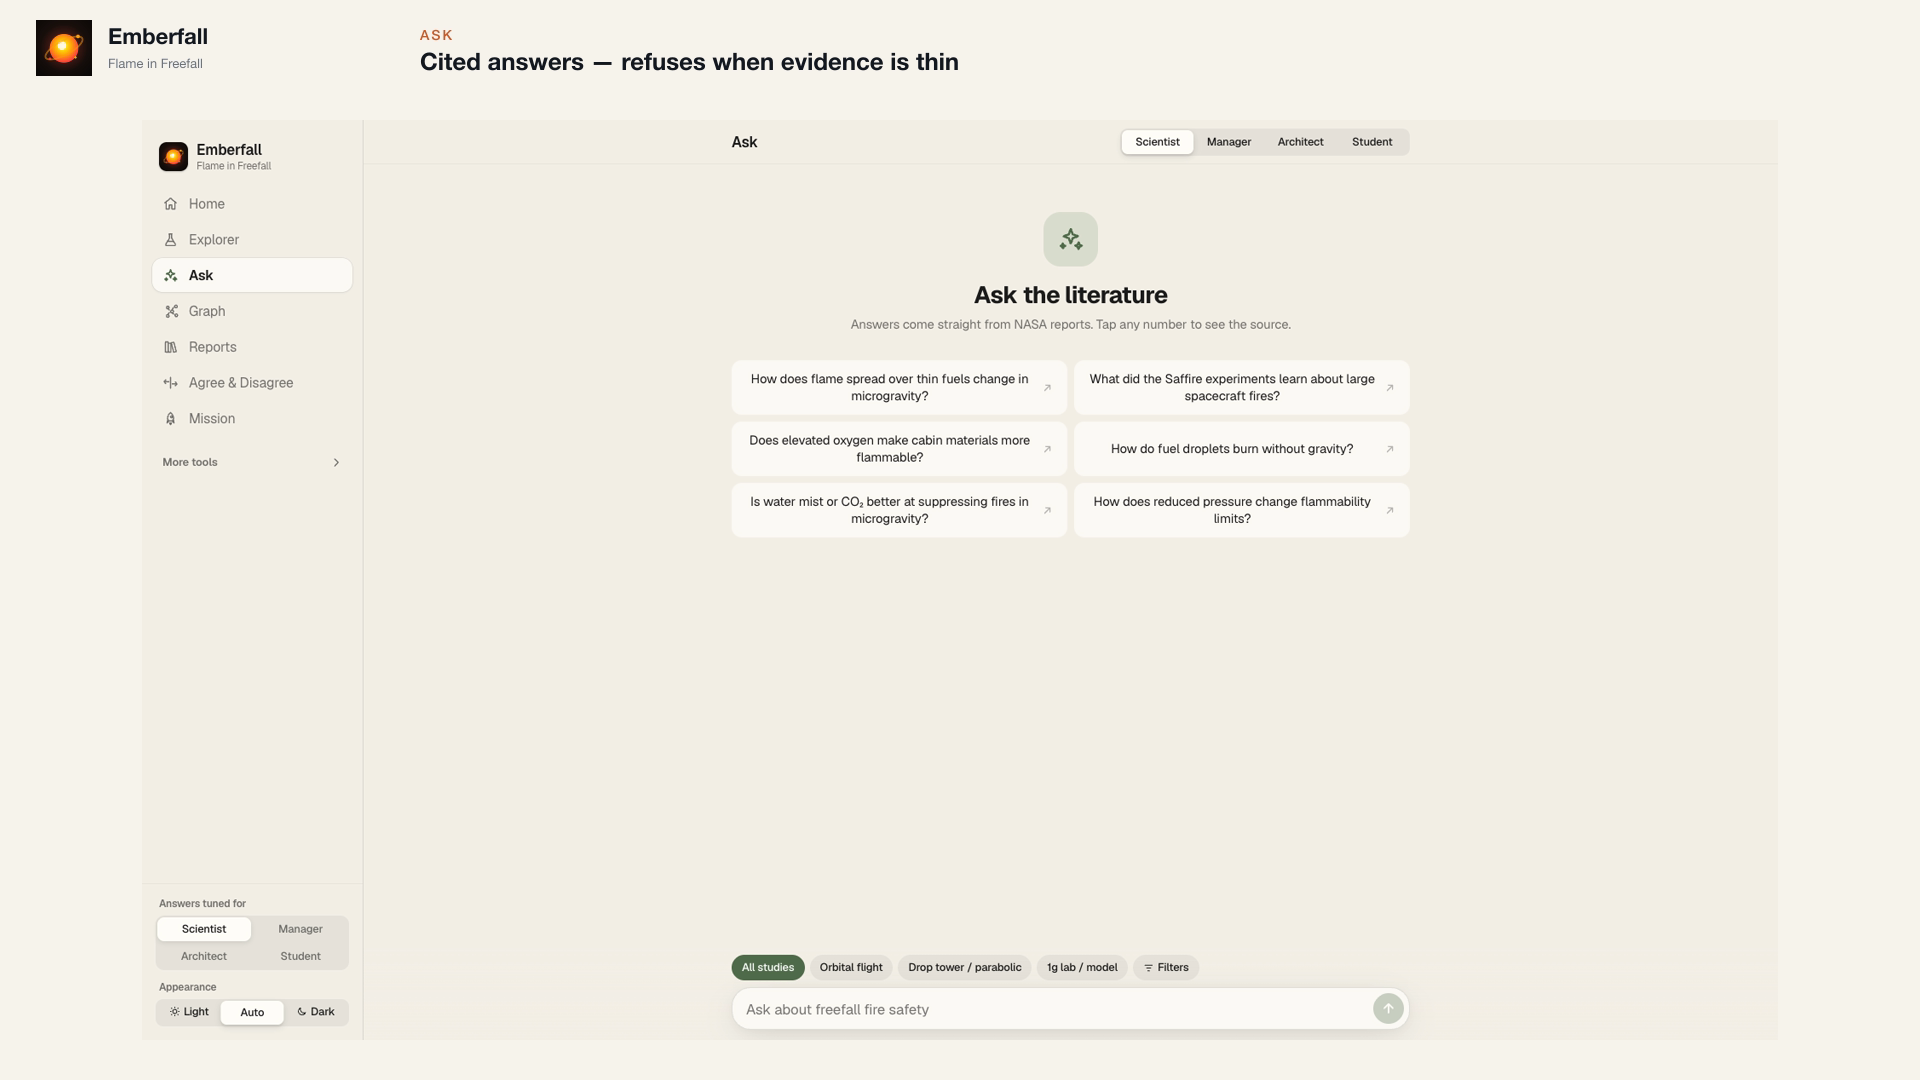 Emberfall
Flame in Freefall
ASK
Cited answers — refuses when evidence is thin
Emberfall
Flame in Freefall
Home
Explorer
Ask
Graph
Reports
Agree & Disagree
Mission
More tools
Answers tuned for
Scientist
Manager
Architect
Student
Appearance
Light
Auto
Dark
Ask
Scientist
Manager
Architect
Student
Ask the literature
Answers come straight from NASA reports. Tap any number to see the source.
How does flame spread over thin fuels change in
microgravity?
What did the Saffire experiments learn about large
spacecraft fires?
Does elevated oxygen make cabin materials more
flammable?
How do fuel droplets burn without gravity?
Is water mist or CO₂ better at suppressing fires in
microgravity?
How does reduced pressure change flammability
limits?
All studies
Orbital flight
Drop tower / parabolic
1g lab / model
Filters
Ask about freefall fire safety